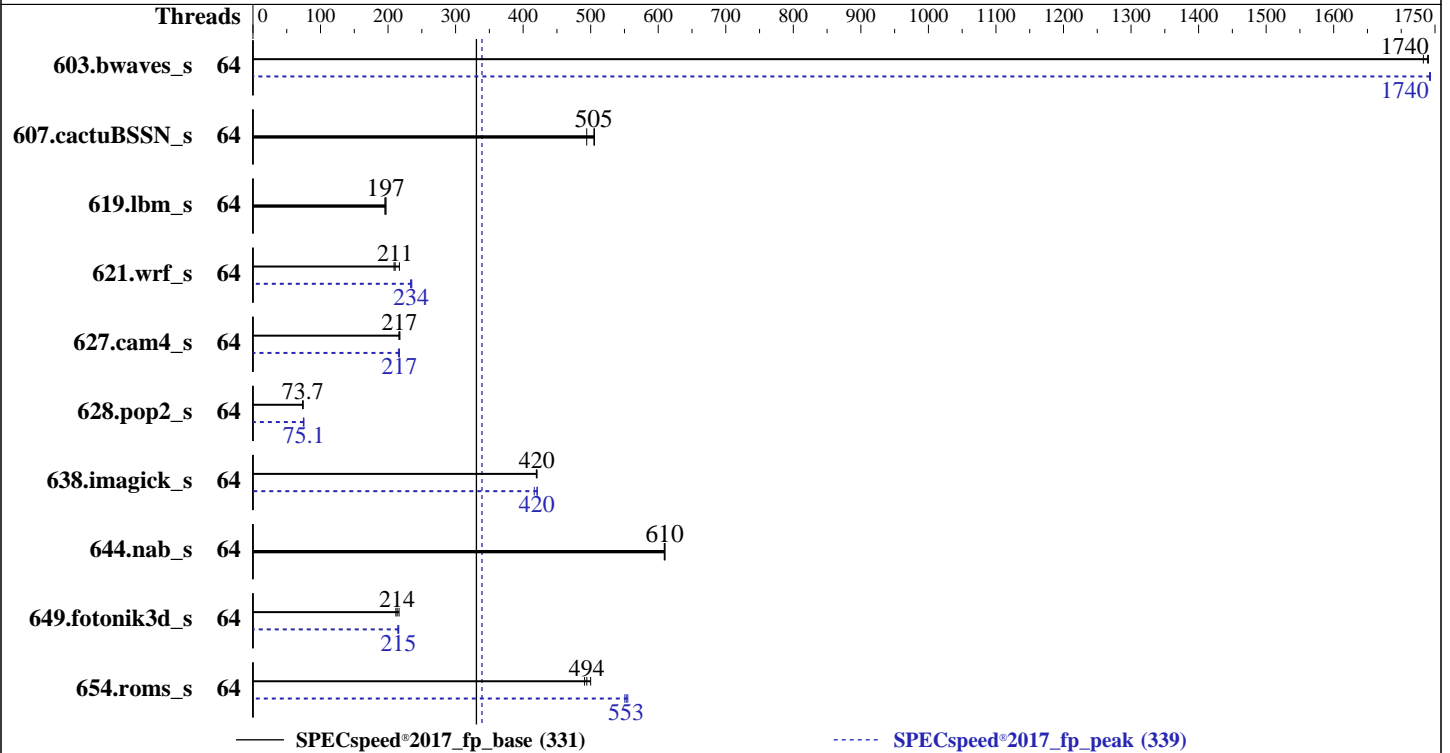 Threads 0 100 200 300 400 500 600 700 800 900 1000 1100 1200 1300 1400 1500 1600 1750
1740
603.bwaves_s 64
1740
505
607.cactuBSSN_s 64
197
619.lbm_s 64
211
621.wrf_s 64
234
217
627.cam4_s 64
217
73.7
628.pop2_s 64
75.1
420
638.imagick_s 64
420
610
644.nab_s 64
214
649.fotonik3d_s 64
215
494
654.roms_s 64
553
SPECspeed®2017_fp_base (331) SPECspeed®2017_fp_peak (339)